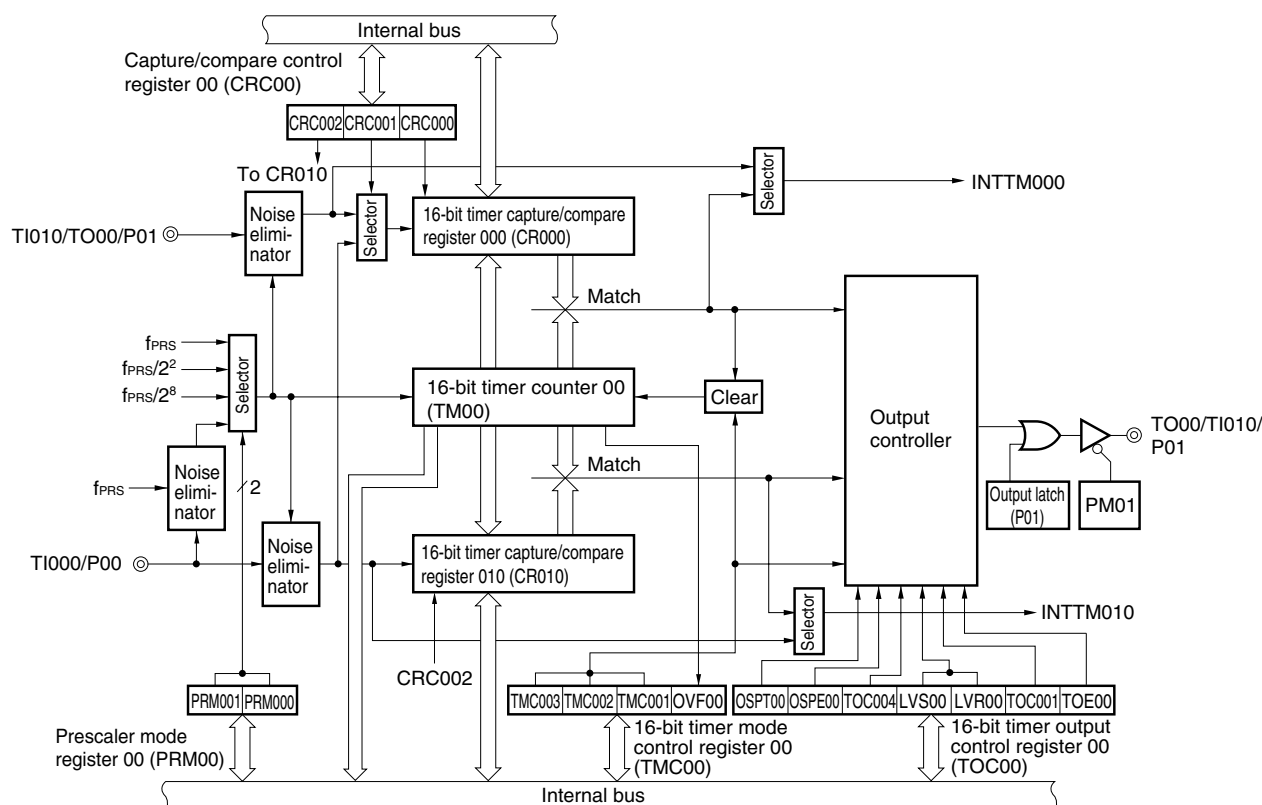 Internal bus
Capture/compare control
register 00 (CRC00)
CRC002 CRC001 CRC000
To CR010
Selector
INTTM000
TI010/TO00/P01
Noise
elimi-
nator
Selector
16-bit timer capture/compare
register 000 (CR000)
Match
fPRS
fPRS/2²
fPRS/2⁸
Selector
16-bit timer counter 00
(TM00)
Clear
Output
controller
TO00/TI010/
P01
Match
fPRS
Noise
elimi-
nator
2
Output latch
(P01)
PM01
TI000/P00
Noise
elimi-
nator
16-bit timer capture/compare
register 010 (CR010)
Selector
INTTM010
CRC002
PRM001 PRM000
TMC003 TMC002 TMC001 OVF00
OSPT00 OSPE00 TOC004 LVS00 LVR00 TOC001 TOE00
Prescaler mode
register 00 (PRM00)
16-bit timer mode
control register 00
(TMC00)
16-bit timer output
control register 00
(TOC00)
Internal bus